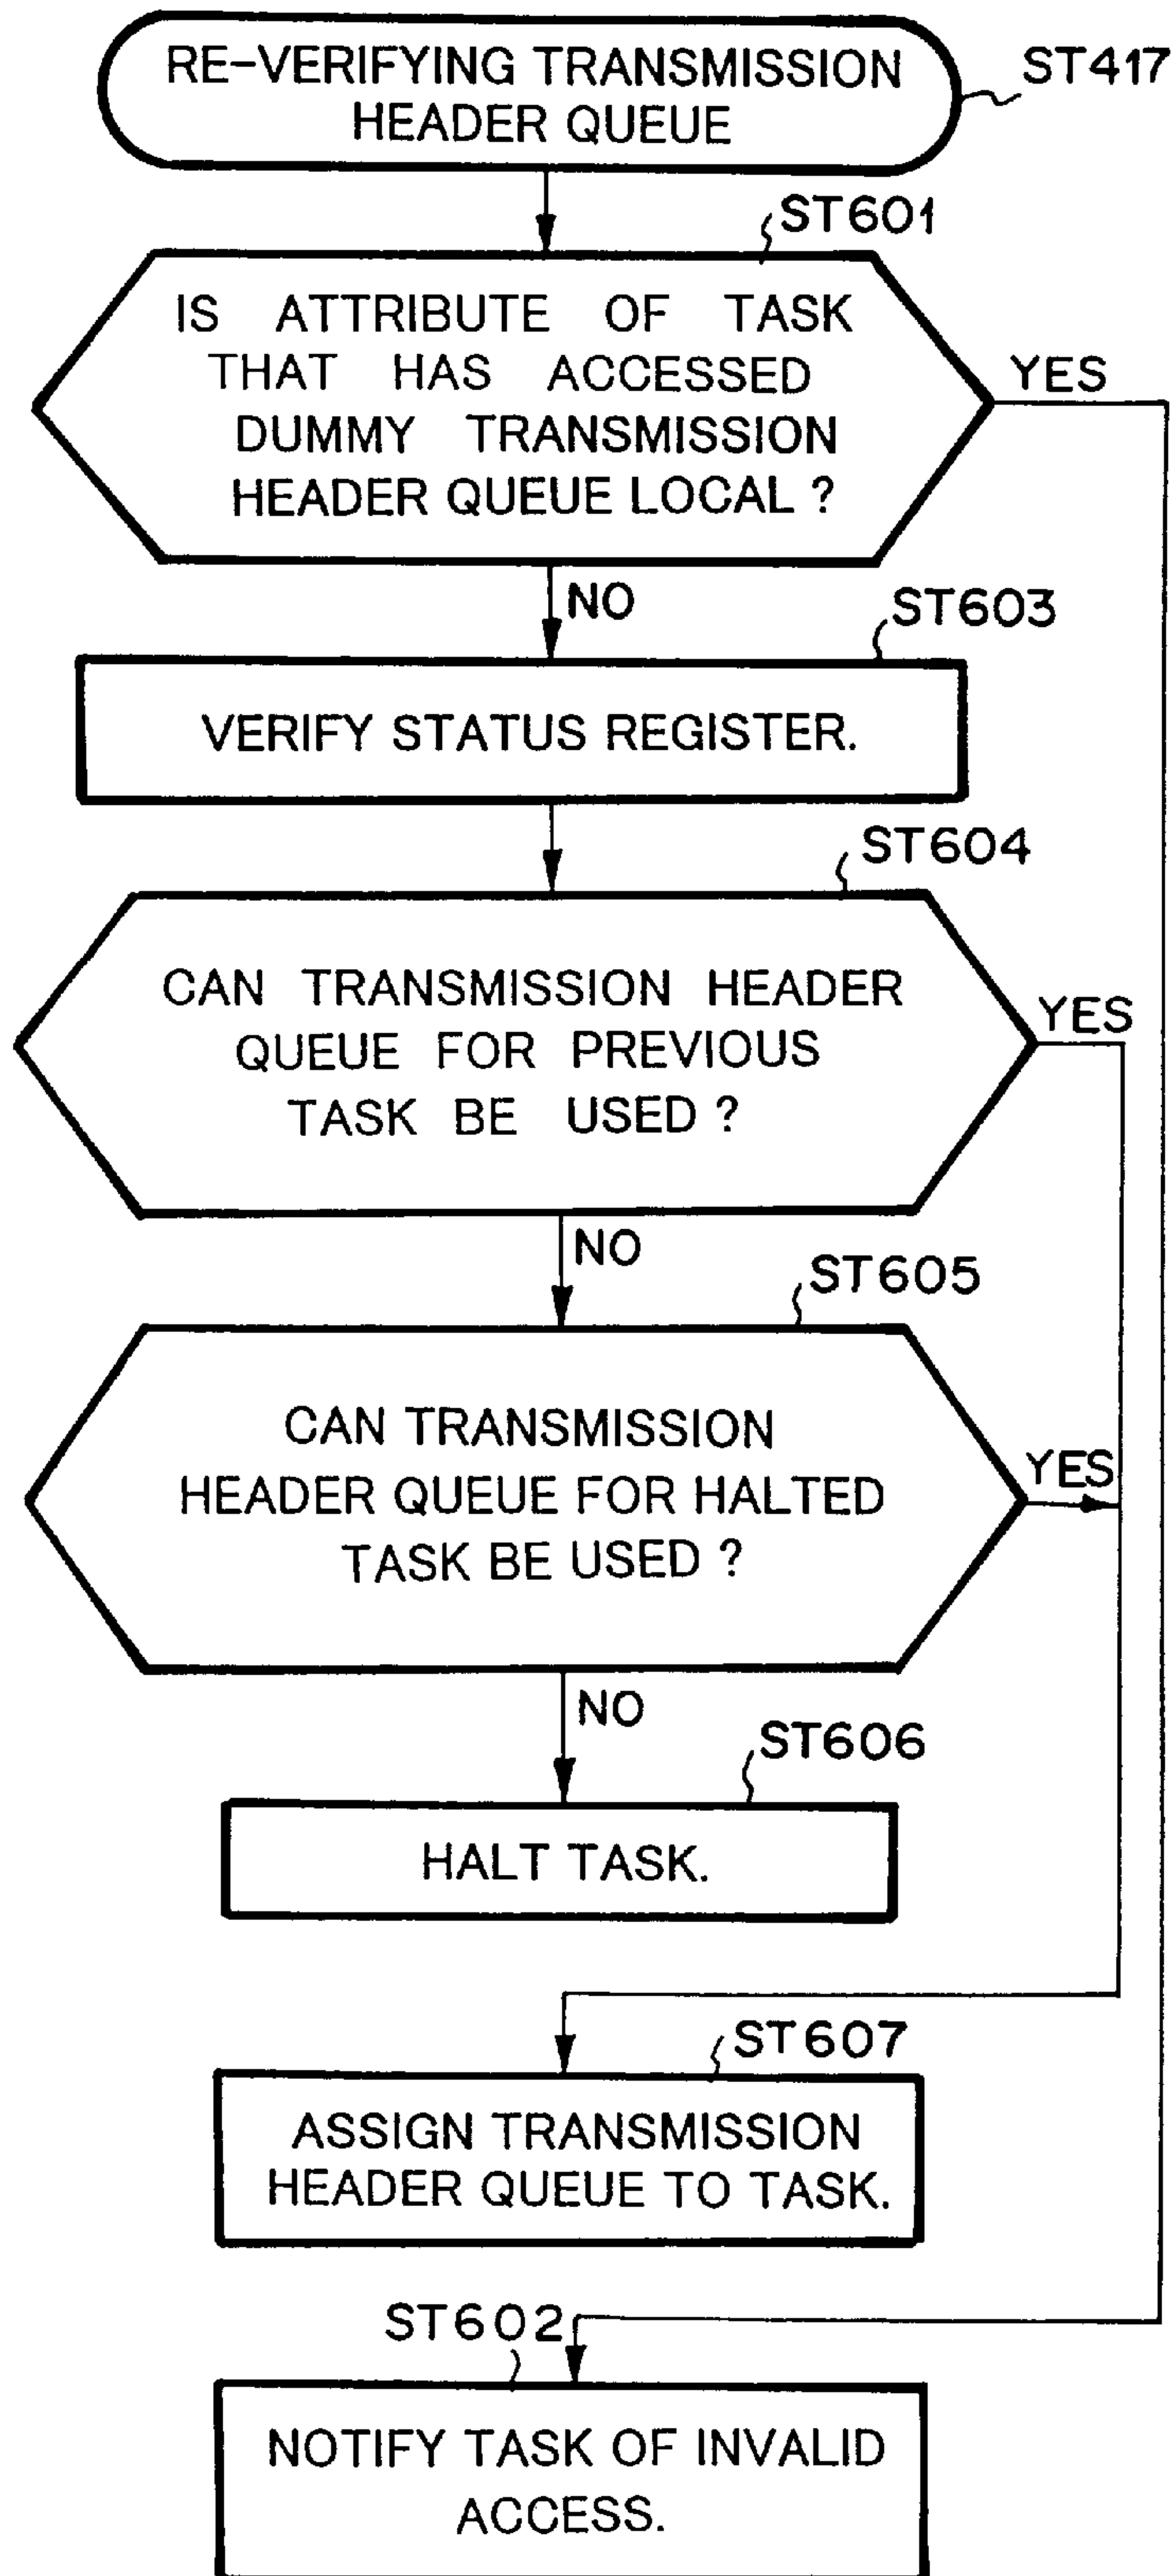 RE-VERIFYING TRANSMISSION
HEADER QUEUE
ST417
ST601
IS ATTRIBUTE OF TASK
THAT HAS ACCESSED
DUMMY TRANSMISSION
HEADER QUEUE LOCAL ?
YES
NO
ST603
VERIFY STATUS REGISTER.
ST604
CAN TRANSMISSION HEADER
QUEUE FOR PREVIOUS
TASK BE USED ?
YES
NO
ST605
CAN TRANSMISSION
HEADER QUEUE FOR HALTED
TASK BE USED ?
YES
NO
ST606
HALT TASK.
ST607
ASSIGN TRANSMISSION
HEADER QUEUE TO TASK.
ST602
NOTIFY TASK OF INVALID
ACCESS.